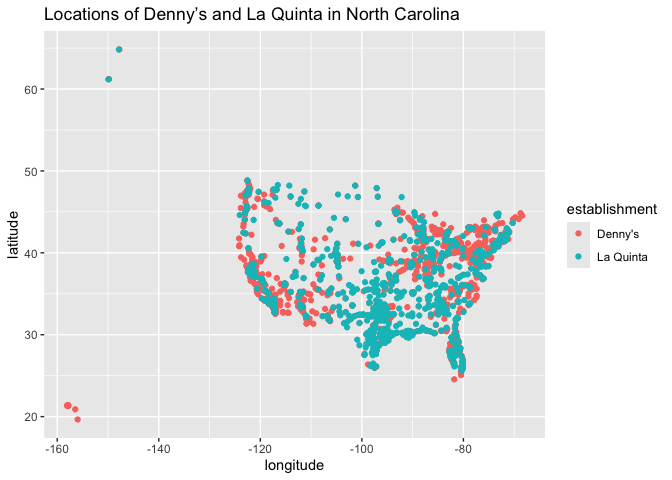 Locations of Denny's and La Quinta in North Carolina
60
50
40
30
20
latitude
-160
-140
-120
-100
-80
longitude
establishment
Denny's
La Quinta